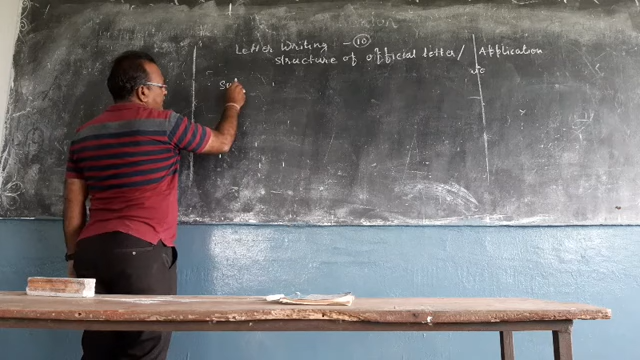 Letter Writing - 10
Structure of Official letter / Application